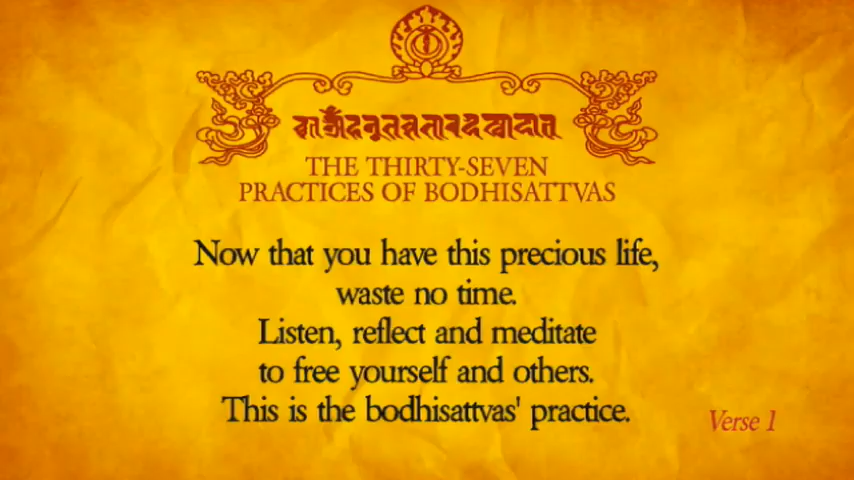 THE THIRTY-SEVEN
PRACTICES OF BODHISATTVAS
Now that you have this precious life,
waste no time.
Listen, reflect and meditate
to free yourself and others.
This is the bodhisattvas' practice.
Verse 1